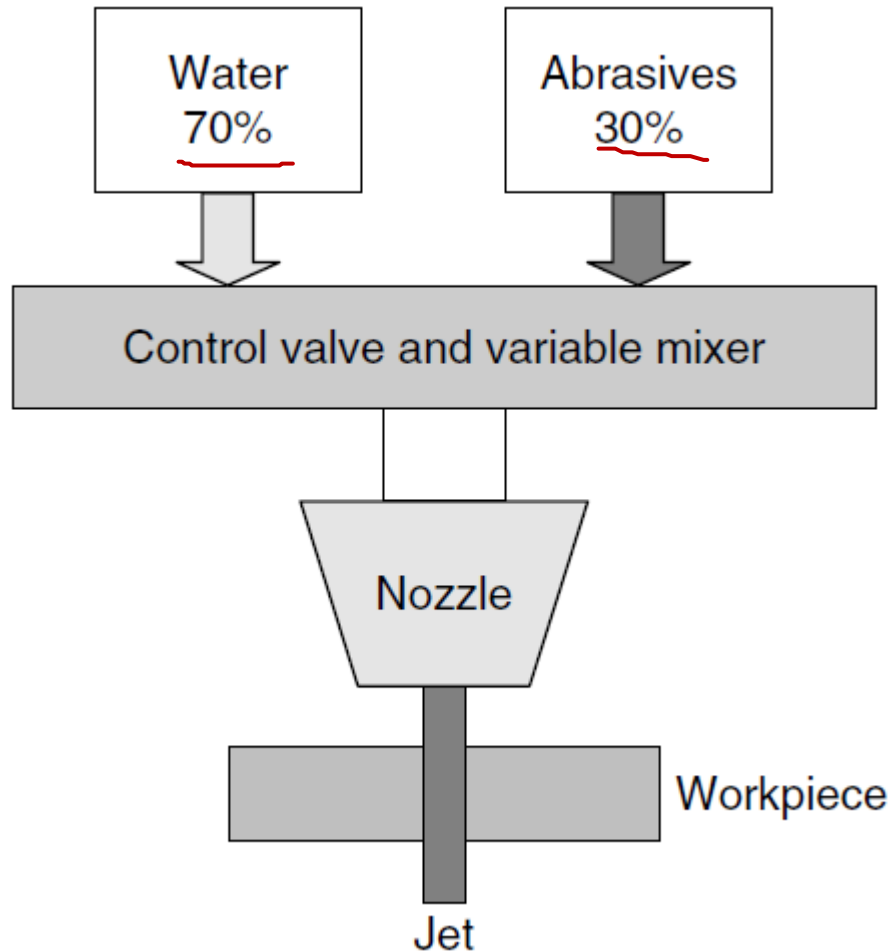 Water
70%
Abrasives
30%
Control valve and variable mixer
Nozzle
Workpiece
Jet